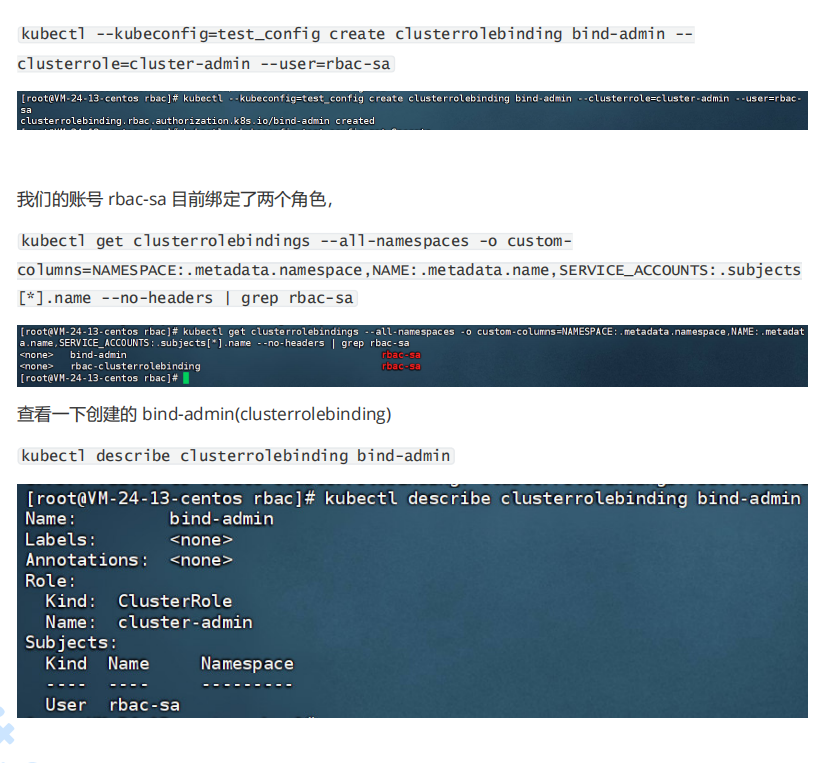 kubectl --kubeconfig=test_config create clusterrolebinding bind-admin --
clusterrole=cluster-admin --user=rbac-sa
[root@VM-24-13-centos rbac]# kubectl --kubeconfig=test_config create clusterrolebinding bind-admin --clusterrole=cluster-admin --user=rbac-
sa
clusterrolebinding.rbac.authorization.k8s.io/bind-admin created
我们的账号 rbac-sa 目前绑定了两个角色，
kubectl get clusterrolebindings --all-namespaces -o custom-
columns=NAMESPACE:.metadata.namespace,NAME:.metadata.name,SERVICE_ACCOUNTS:.subjects
[*].name --no-headers | grep rbac-sa
[root@VM-24-13-centos rbac]# kubectl get clusterrolebindings --all-namespaces -o custom-columns=NAMESPACE:.metadata.namespace,NAME:.metadat
a.name,SERVICE_ACCOUNTS:.subjects[*].name --no-headers | grep rbac-sa
<none>   bind-admin   rbac-sa
<none>   rbac-clusterrolebinding   rbac-sa
[root@VM-24-13-centos rbac]#
查看一下创建的 bind-admin(clusterrolebinding)
kubectl describe clusterrolebinding bind-admin
[root@VM-24-13-centos rbac]# kubectl describe clusterrolebinding bind-admin
Name:         bind-admin
Labels:       <none>
Annotations:  <none>
Role:
  Kind:  ClusterRole
  Name:  cluster-admin
Subjects:
  Kind  Name     Namespace
  ----  ----     ---------
  User  rbac-sa